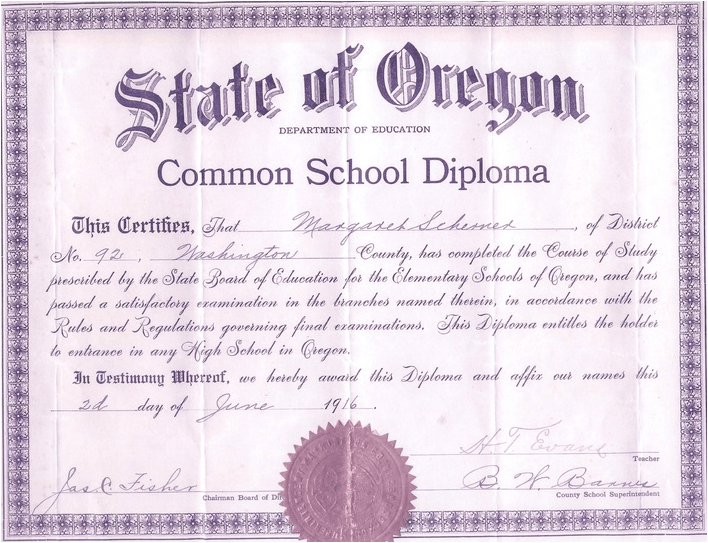 State of Oregon
DEPARTMENT OF EDUCATION
Common School Diploma
This Certifies, That Margaret Scherner, of District
No. 92, Washington County, has completed the Course of Study
prescribed by the State Board of Education for the Elementary Schools of Oregon, and has
passed a satisfactory examination in the branches named therein, in accordance with the
Rules and Regulations governing final examinations. This Diploma entitles the holder
to entrance in any High School in Oregon.
In Testimony Whereof, we hereby award this Diploma and affix our names this
2d day of June 1916.
H. T. Evans
Teacher
Jas. C. Fisher
Chairman Board of Dir
B. W. Barnes
County School Superintendent